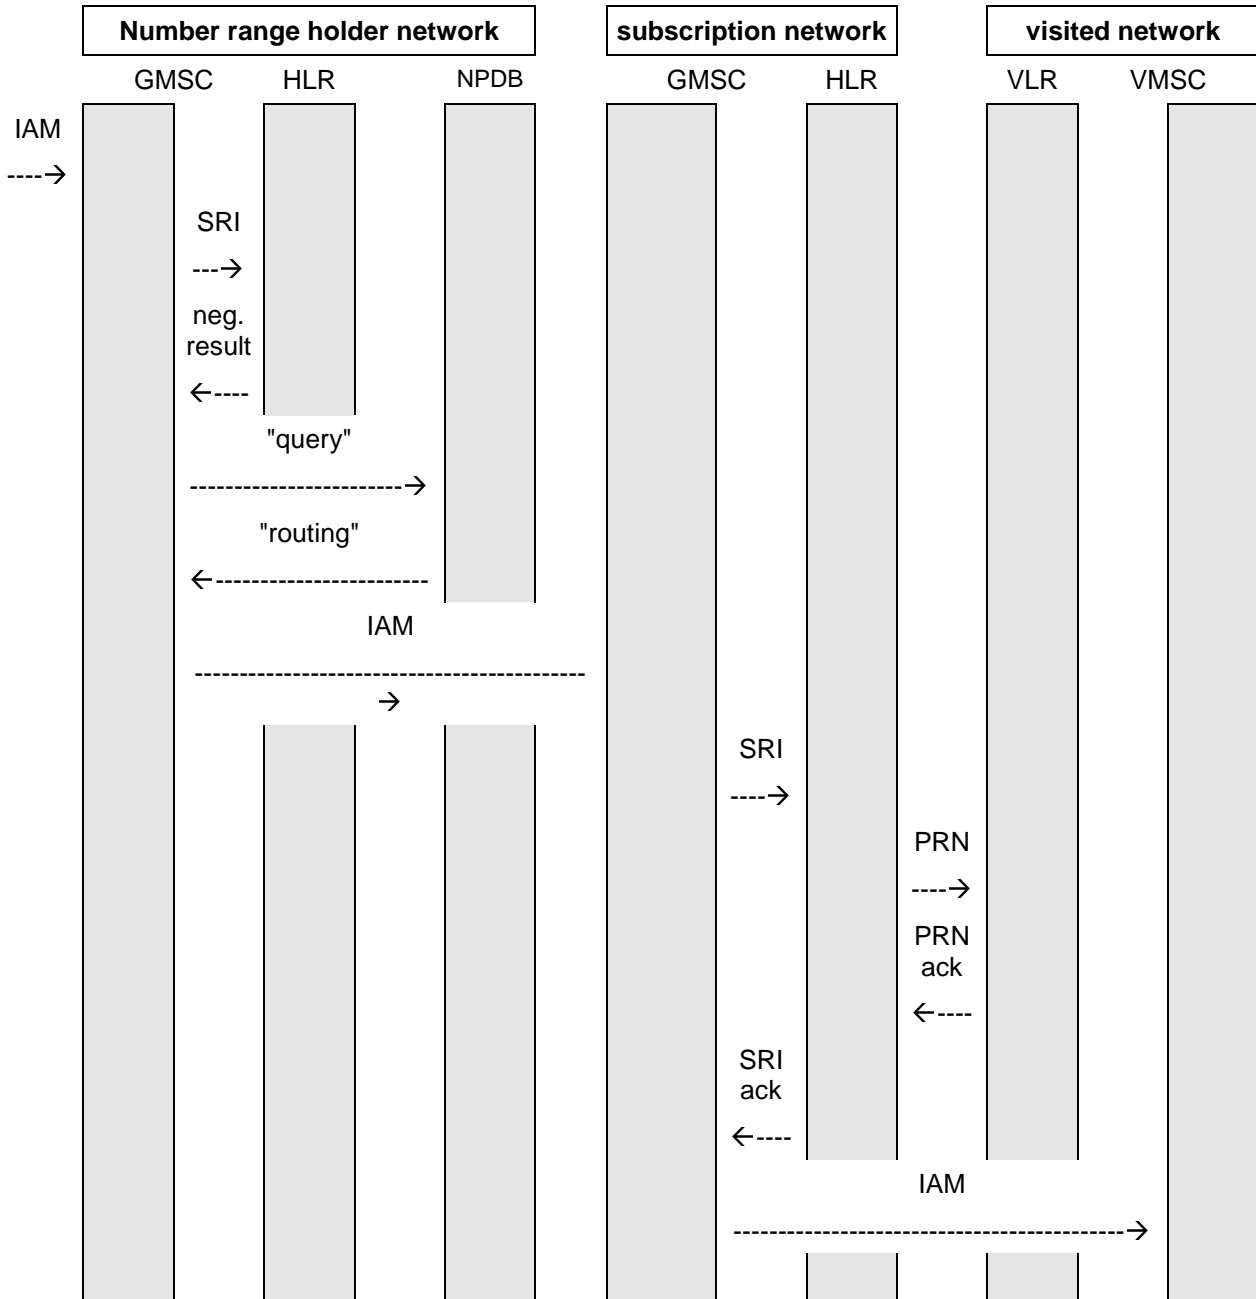 Number range holder network
subscription network
visited network
GMSC HLR NPDB GMSC HLR VLR VMSC
IAM
----→
SRI
---→
neg.
result
←----
"query"
------------------------→
"routing"
←------------------------
IAM
--------------------------------------------
→
SRI
----→
PRN
----→
PRN
ack
←----
SRI
ack
←----
IAM
--------------------------------------------→